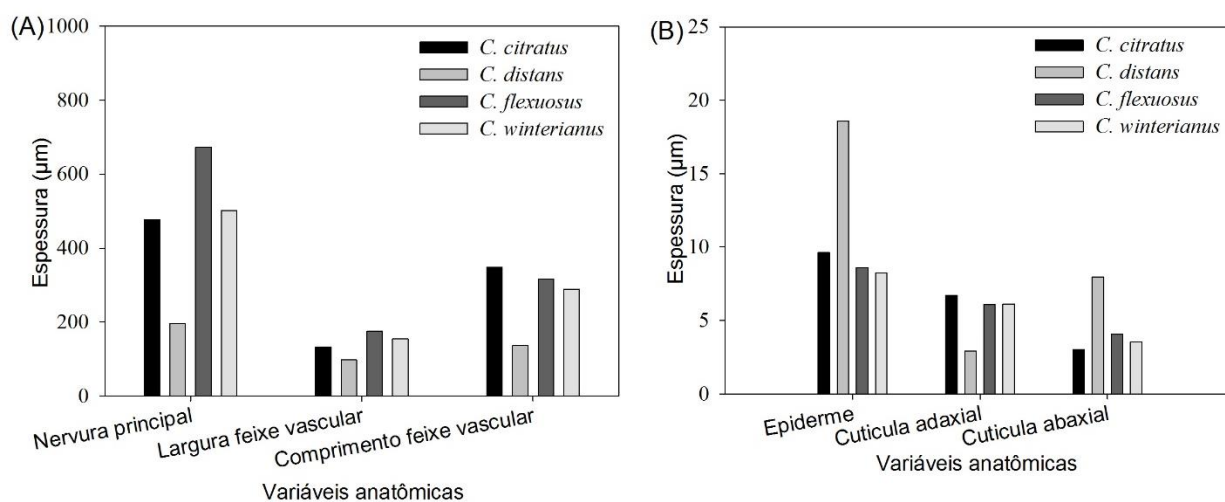 (A)
1000
800
600
400
200
0
Espessura (µm)
C. citratus
C. distans
C. flexuosus
C. winterianus
Nervura principal
Largura feixe vascular
Comprimento feixe vascular
Variáveis anatômicas
(B)
25
20
15
10
5
0
Espessura (µm)
C. citratus
C. distans
C. flexuosus
C. winterianus
Epiderme
Cuticula adaxial
Cuticula abaxial
Variáveis anatômicas